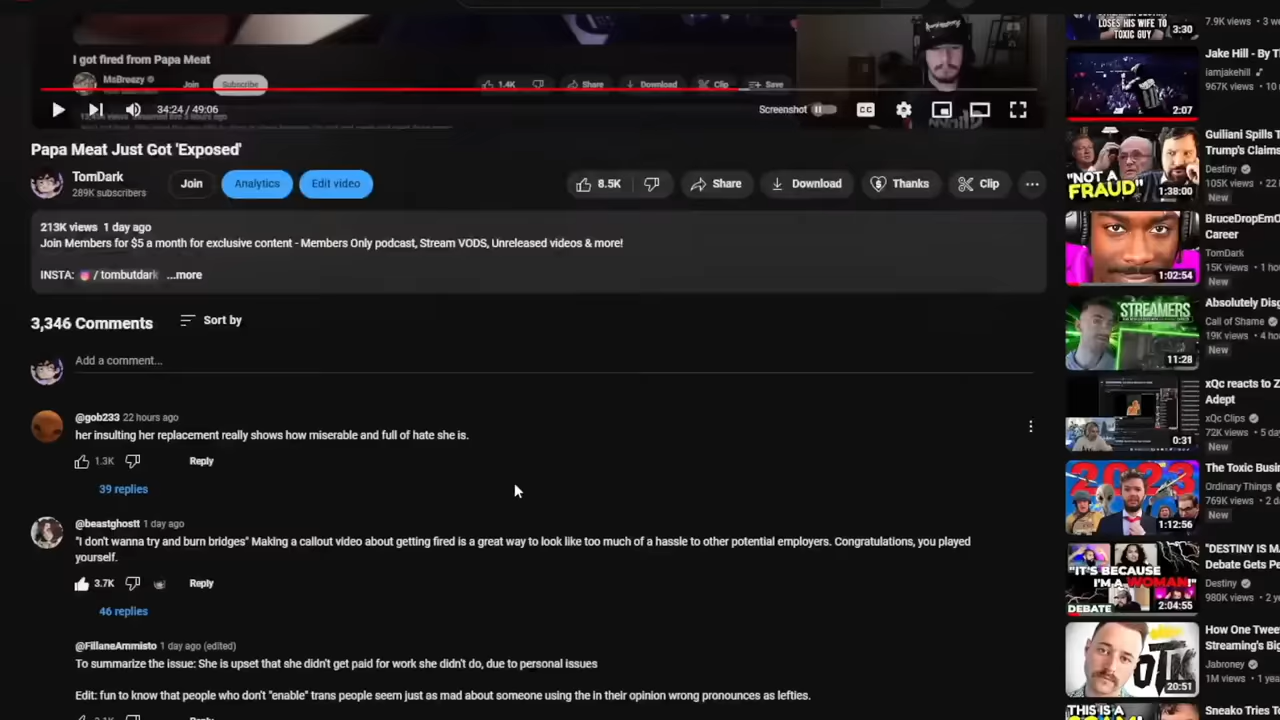 I got fired from Papa Meat
MsBreezy
Join
Subscribe
1.4K
Share
Download
Clip
Save
34:24 / 49:06
Screenshot
CC
Papa Meat Just Got 'Exposed'
TomDark
289K subscribers
Join
Analytics
Edit video
8.5K
Share
Download
Thanks
Clip
213K views 1 day ago
Join Members for $5 a month for exclusive content - Members Only podcast, Stream VODS, Unreleased videos & more!
INSTA: / tombutdark ...more
3,346 Comments
Sort by
Add a comment...
@gob233 22 hours ago
her insulting her replacement really shows how miserable and full of hate she is.
1.3K
Reply
39 replies
@beastghostt 1 day ago
"I don't wanna try and burn bridges" Making a callout video about getting fired is a great way to look like too much of a hassle to other potential employers. Congratulations, you played
yourself.
3.7K
Reply
46 replies
@FillaneAmmisto 1 day ago (edited)
To summarize the issue: She is upset that she didn't get paid for work she didn't do, due to personal issues
Edit: fun to know that people who don't "enable" trans people seem just as mad about someone using the in their opinion wrong pronounces as lefties.
LOSES HIS WIFE TO
TOXIC GUY
3:30
7.9K views
Jake Hill - By T
iamjakehill
967K views
2:07
Guiliani Spills T
Trump's Claims
Destiny
105K views
New
"NOT A
FRAUD"
1:38:00
BruceDropEmO
Career
TomDark
15K views
New
1:02:54
Absolutely Disg
Call of Shame
19K views
New
STREAMERS
11:28
xQc reacts to Z
Adept
xQc Clips
72K views
New
0:31
The Toxic Busi
Ordinary Things
769K views
New
2023
1:12:56
"DESTINY IS M
Debate Gets Pe
Destiny
980K views
"IT'S BECAUSE
I'M A WOMAN!"
DEBATE
2:04:55
How One Tweet
Streaming's Big
Jabroney
1M views
20:51
Sneako Tries T
THIS IS A